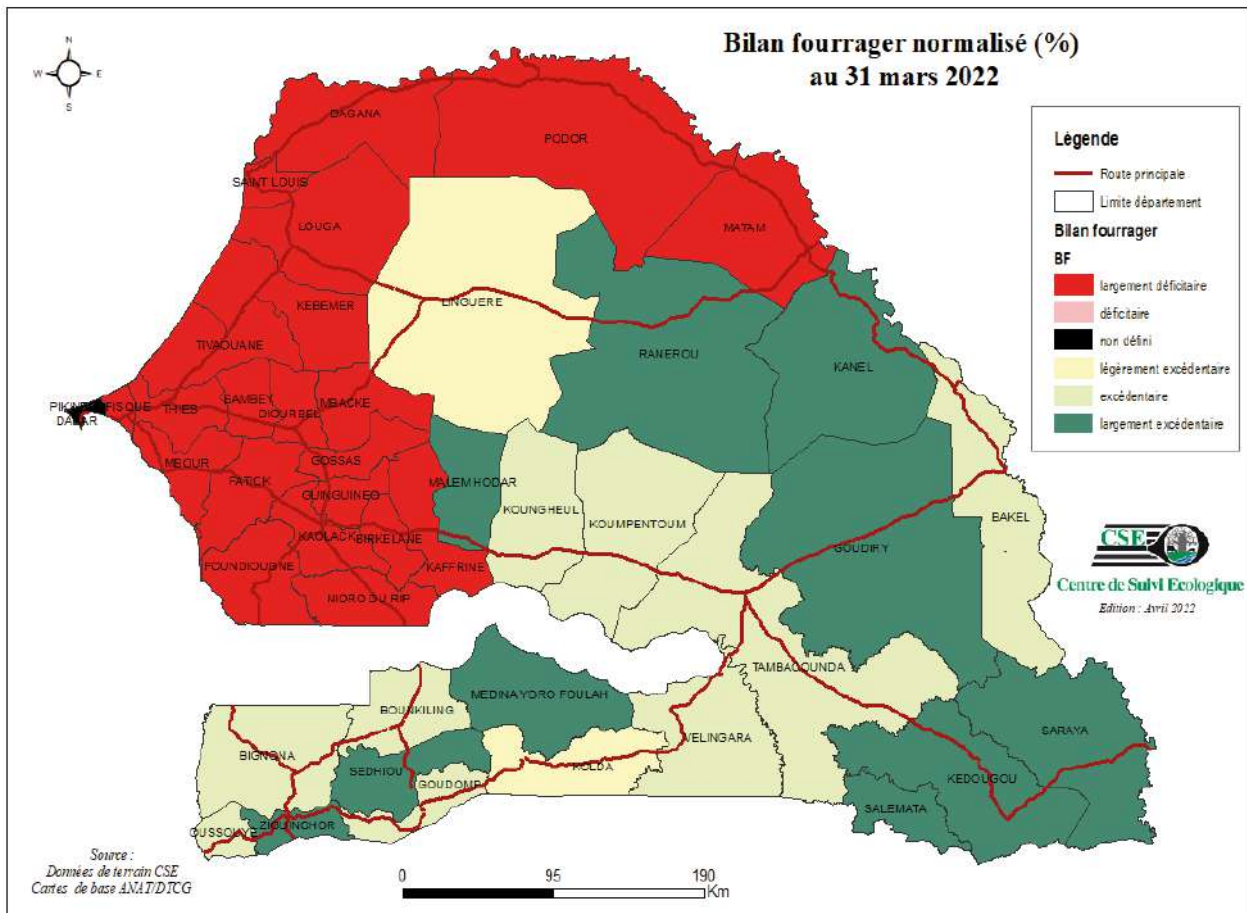 Bilan fourrager normalisé (%)
au 31 mars 2022
N
W E
S
Légende
Route principale
Limite département
Bilan fourrager
BF
largement déficitaire
déficitaire
non défini
légèrement excédentaire
excédentaire
largement excédentaire
DAGANA
PODOR
SAINT LOUIS
LOUGA
MATAM
KEBEMER
LINGUERE
TIVAOUANE
RANEROU
KANEL
THIES
BAMBEY
DIOURBEL
MBACKE
DAKAR
MBOUR
FATICK
GOSSAS
MALEM HODAR
GUINGUINEO
KOUNGHEUL
KOUMPENTOUM
BAKEL
KAOLACK
BIRKELANE
GOUDIRY
FOUNDIOUGNE
KAFFRINE
NIORO DU RIP
CSE
Centre de Suivi Ecologique
Edition : Avril 2022
TAMBACOUNDA
MEDINA YORO FOULAH
BOUNKILING
SARAYA
VELINGARA
BIGNONA
SEDHIOU
KOLDA
GOUDOMP
KEDOUGOU
SALEMATA
OUSSOUYE
ZIGUINCHOR
Source :
Données de terrain CSE
Cartes de base ANAT/DTCG
0 95 190
Km